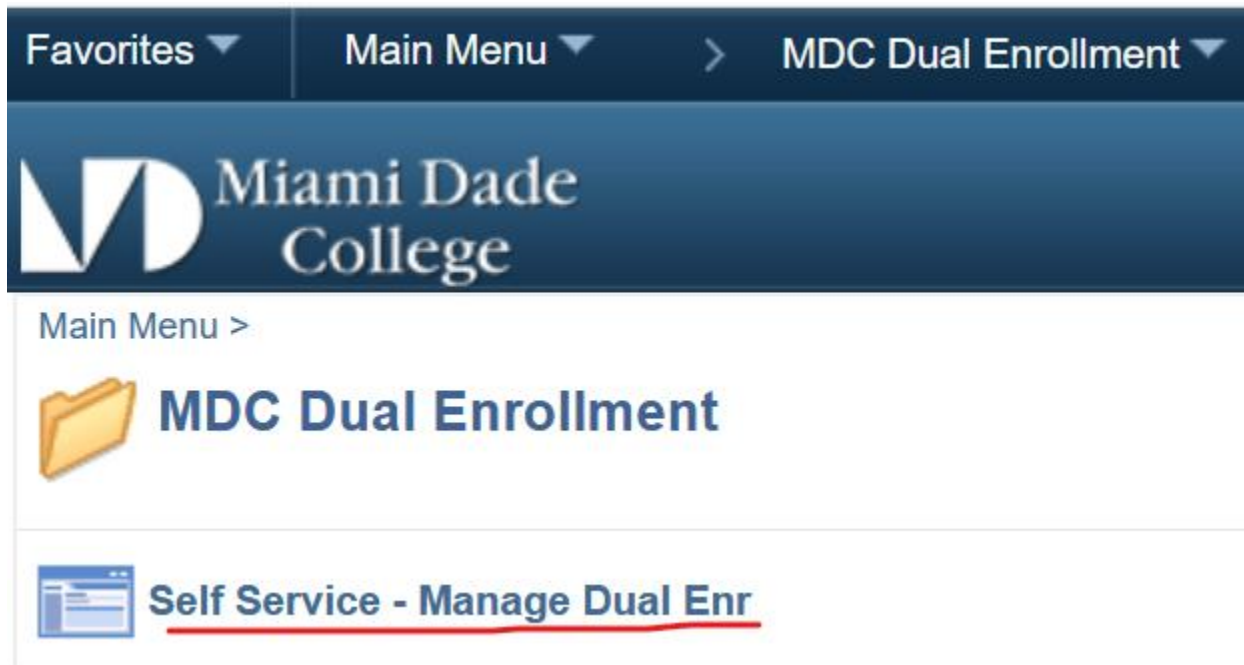 Favorites Main Menu > MDC Dual Enrollment
Miami Dade
College
Main Menu >
MDC Dual Enrollment
Self Service - Manage Dual Enr